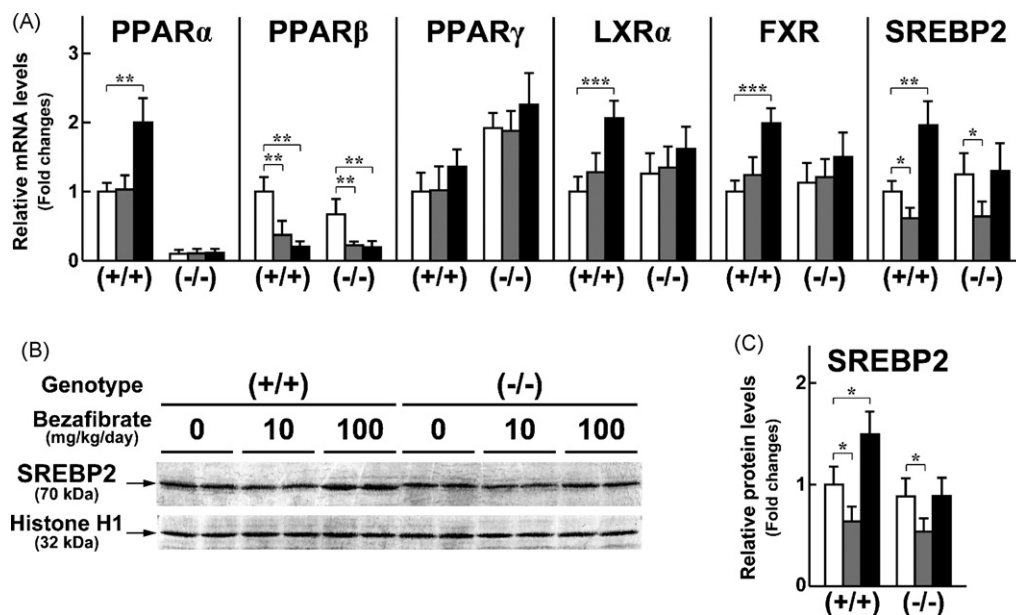 (A)
PPARα PPARβ PPARγ LXRα FXR SREBP2
Relative mRNA levels
(Fold changes)
2
1
0
** ** ** ** ** *** *** ** * *
(+/+) (-/-) (+/+) (-/-) (+/+) (-/-) (+/+) (-/-) (+/+) (-/-) (+/+) (-/-)
(B)
Genotype (+/+) (-/-)
Bezafibrate 0 10 100 0 10 100
(mg/kg/day)
SREBP2
(70 kDa)
Histone H1
(32 kDa)
(C)
SREBP2
Relative protein levels
(Fold changes)
2
1
0
* * *
(+/+) (-/-)